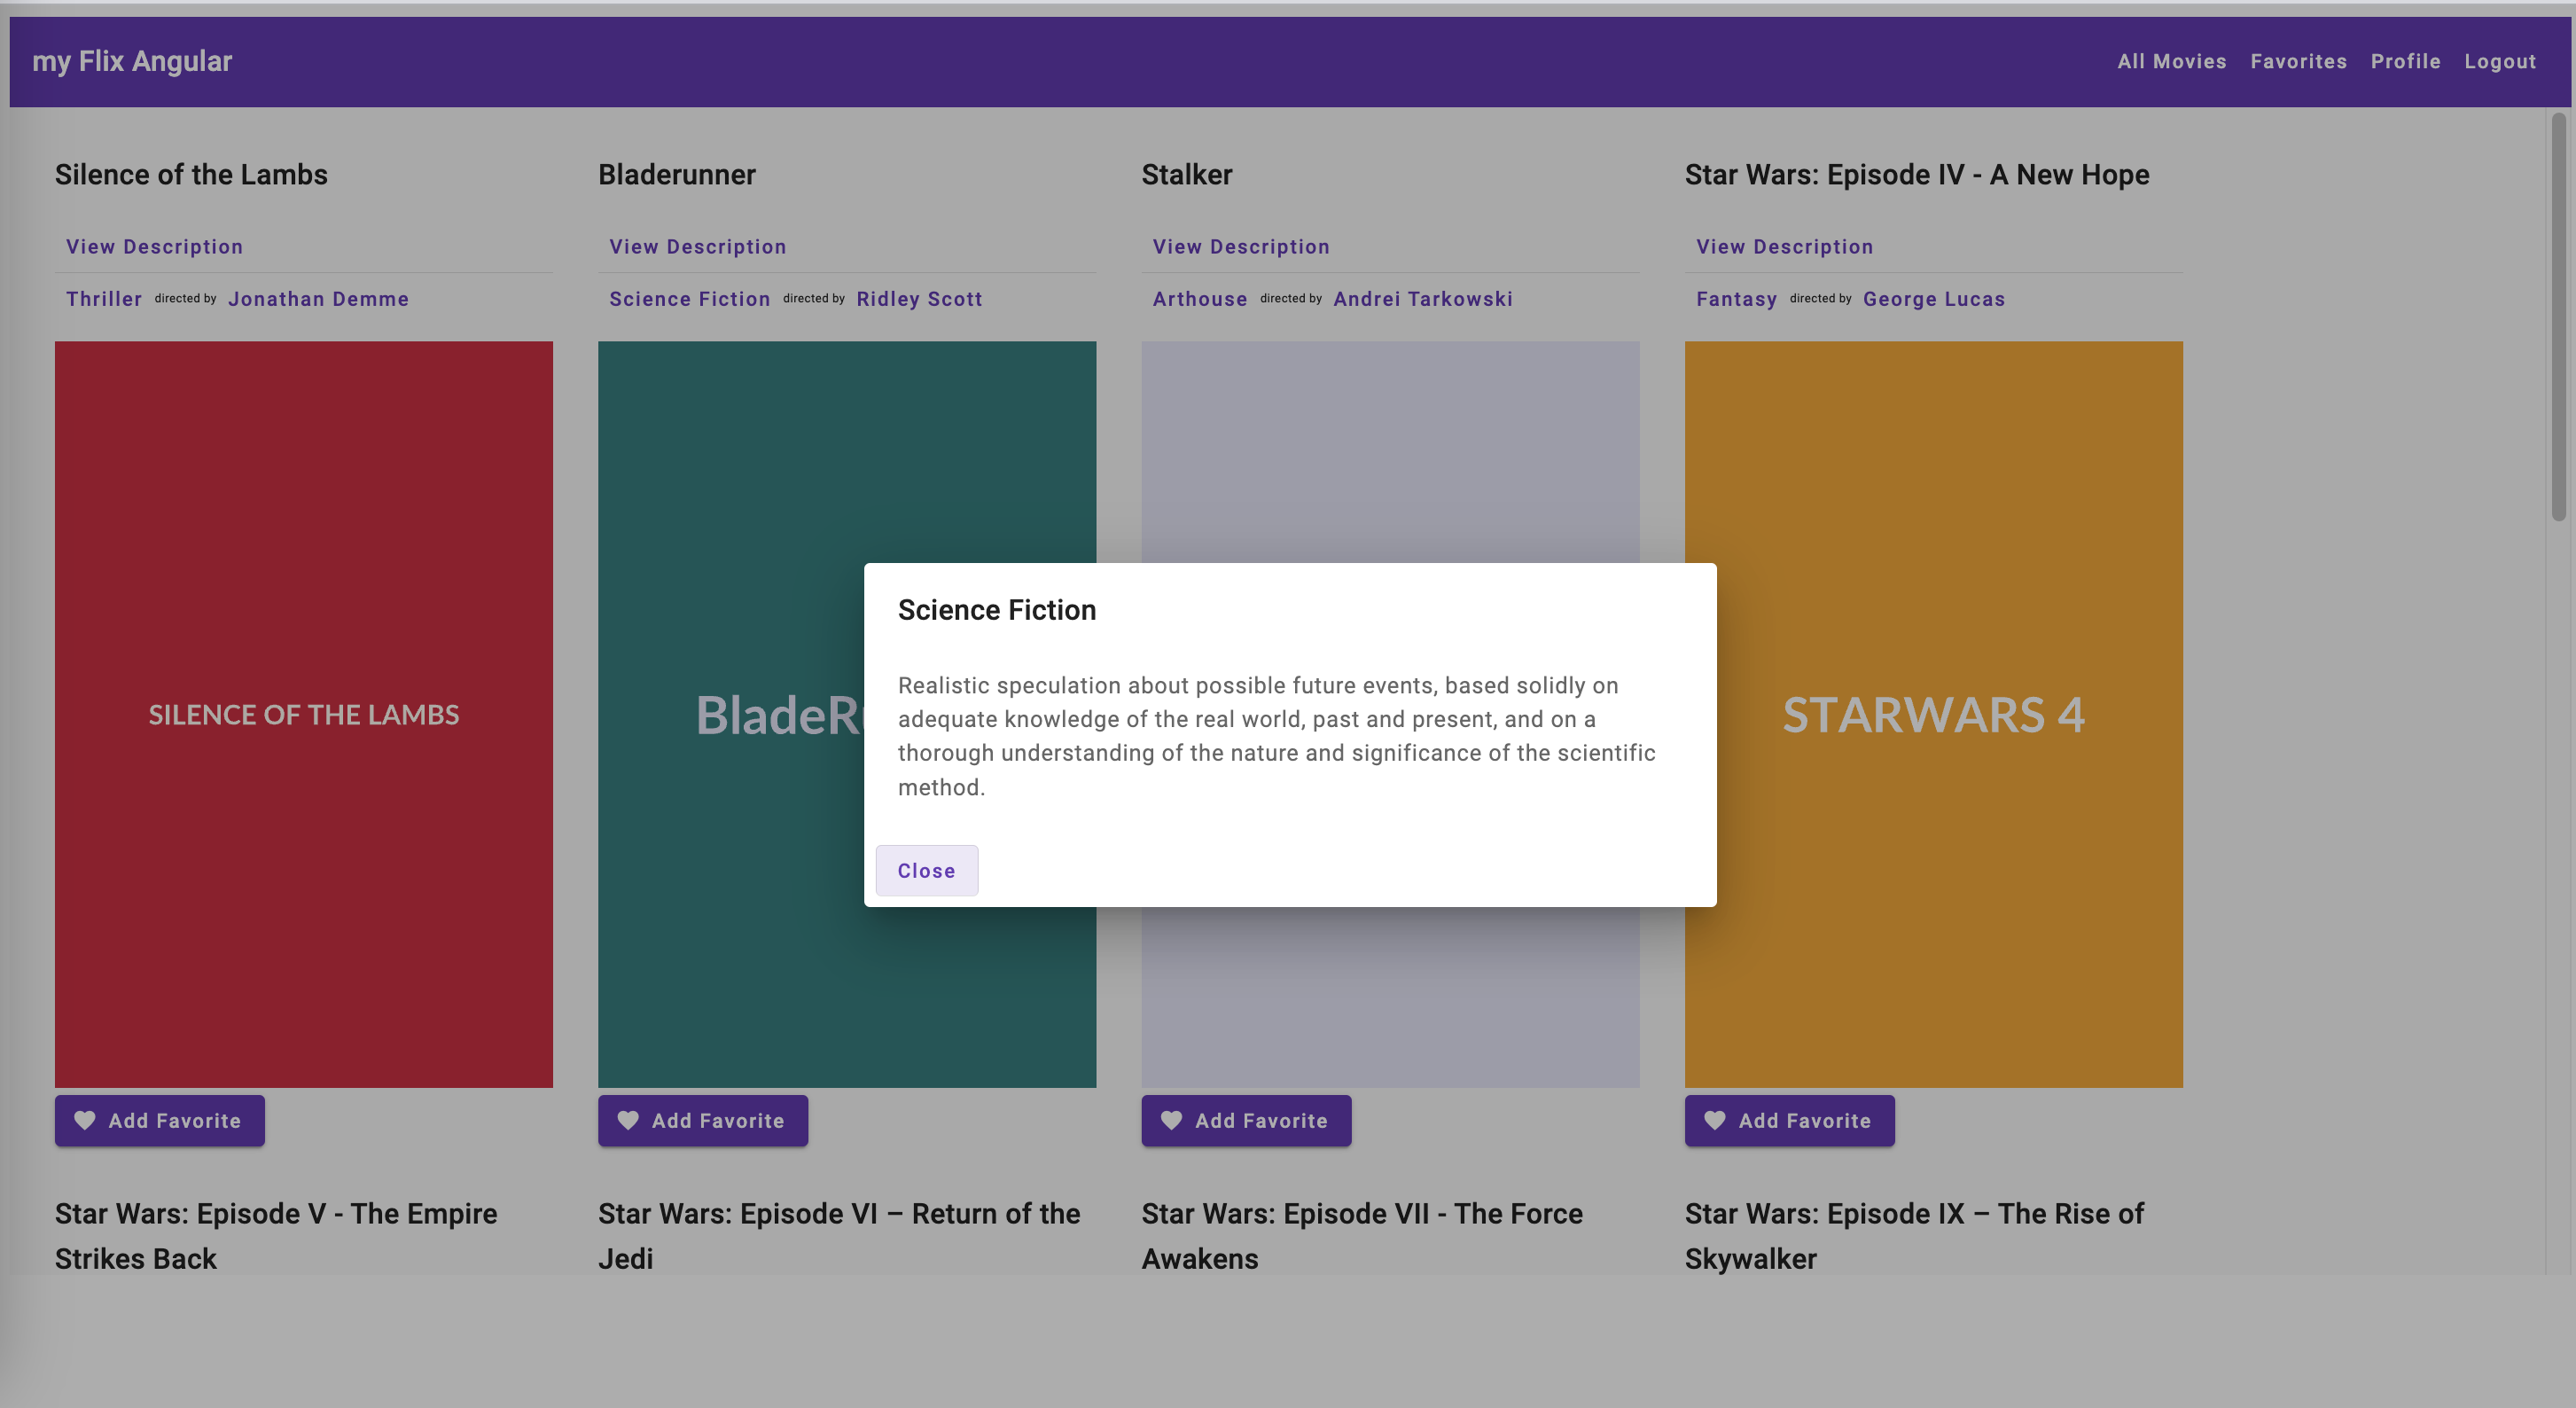 my Flix Angular
All Movies Favorites Profile Logout
Silence of the Lambs
View Description
Thriller directed by Jonathan Demme
SILENCE OF THE LAMBS
Add Favorite
Bladerunner
View Description
Science Fiction directed by Ridley Scott
BladeR
Add Favorite
Stalker
View Description
Arthouse directed by Andrei Tarkowski
Add Favorite
Star Wars: Episode IV - A New Hope
View Description
Fantasy directed by George Lucas
STARWARS 4
Add Favorite
Science Fiction
Realistic speculation about possible future events, based solidly on
adequate knowledge of the real world, past and present, and on a
thorough understanding of the nature and significance of the scientific
method.
Close
Star Wars: Episode V - The Empire
Strikes Back
Star Wars: Episode VI – Return of the
Jedi
Star Wars: Episode VII - The Force
Awakens
Star Wars: Episode IX – The Rise of
Skywalker